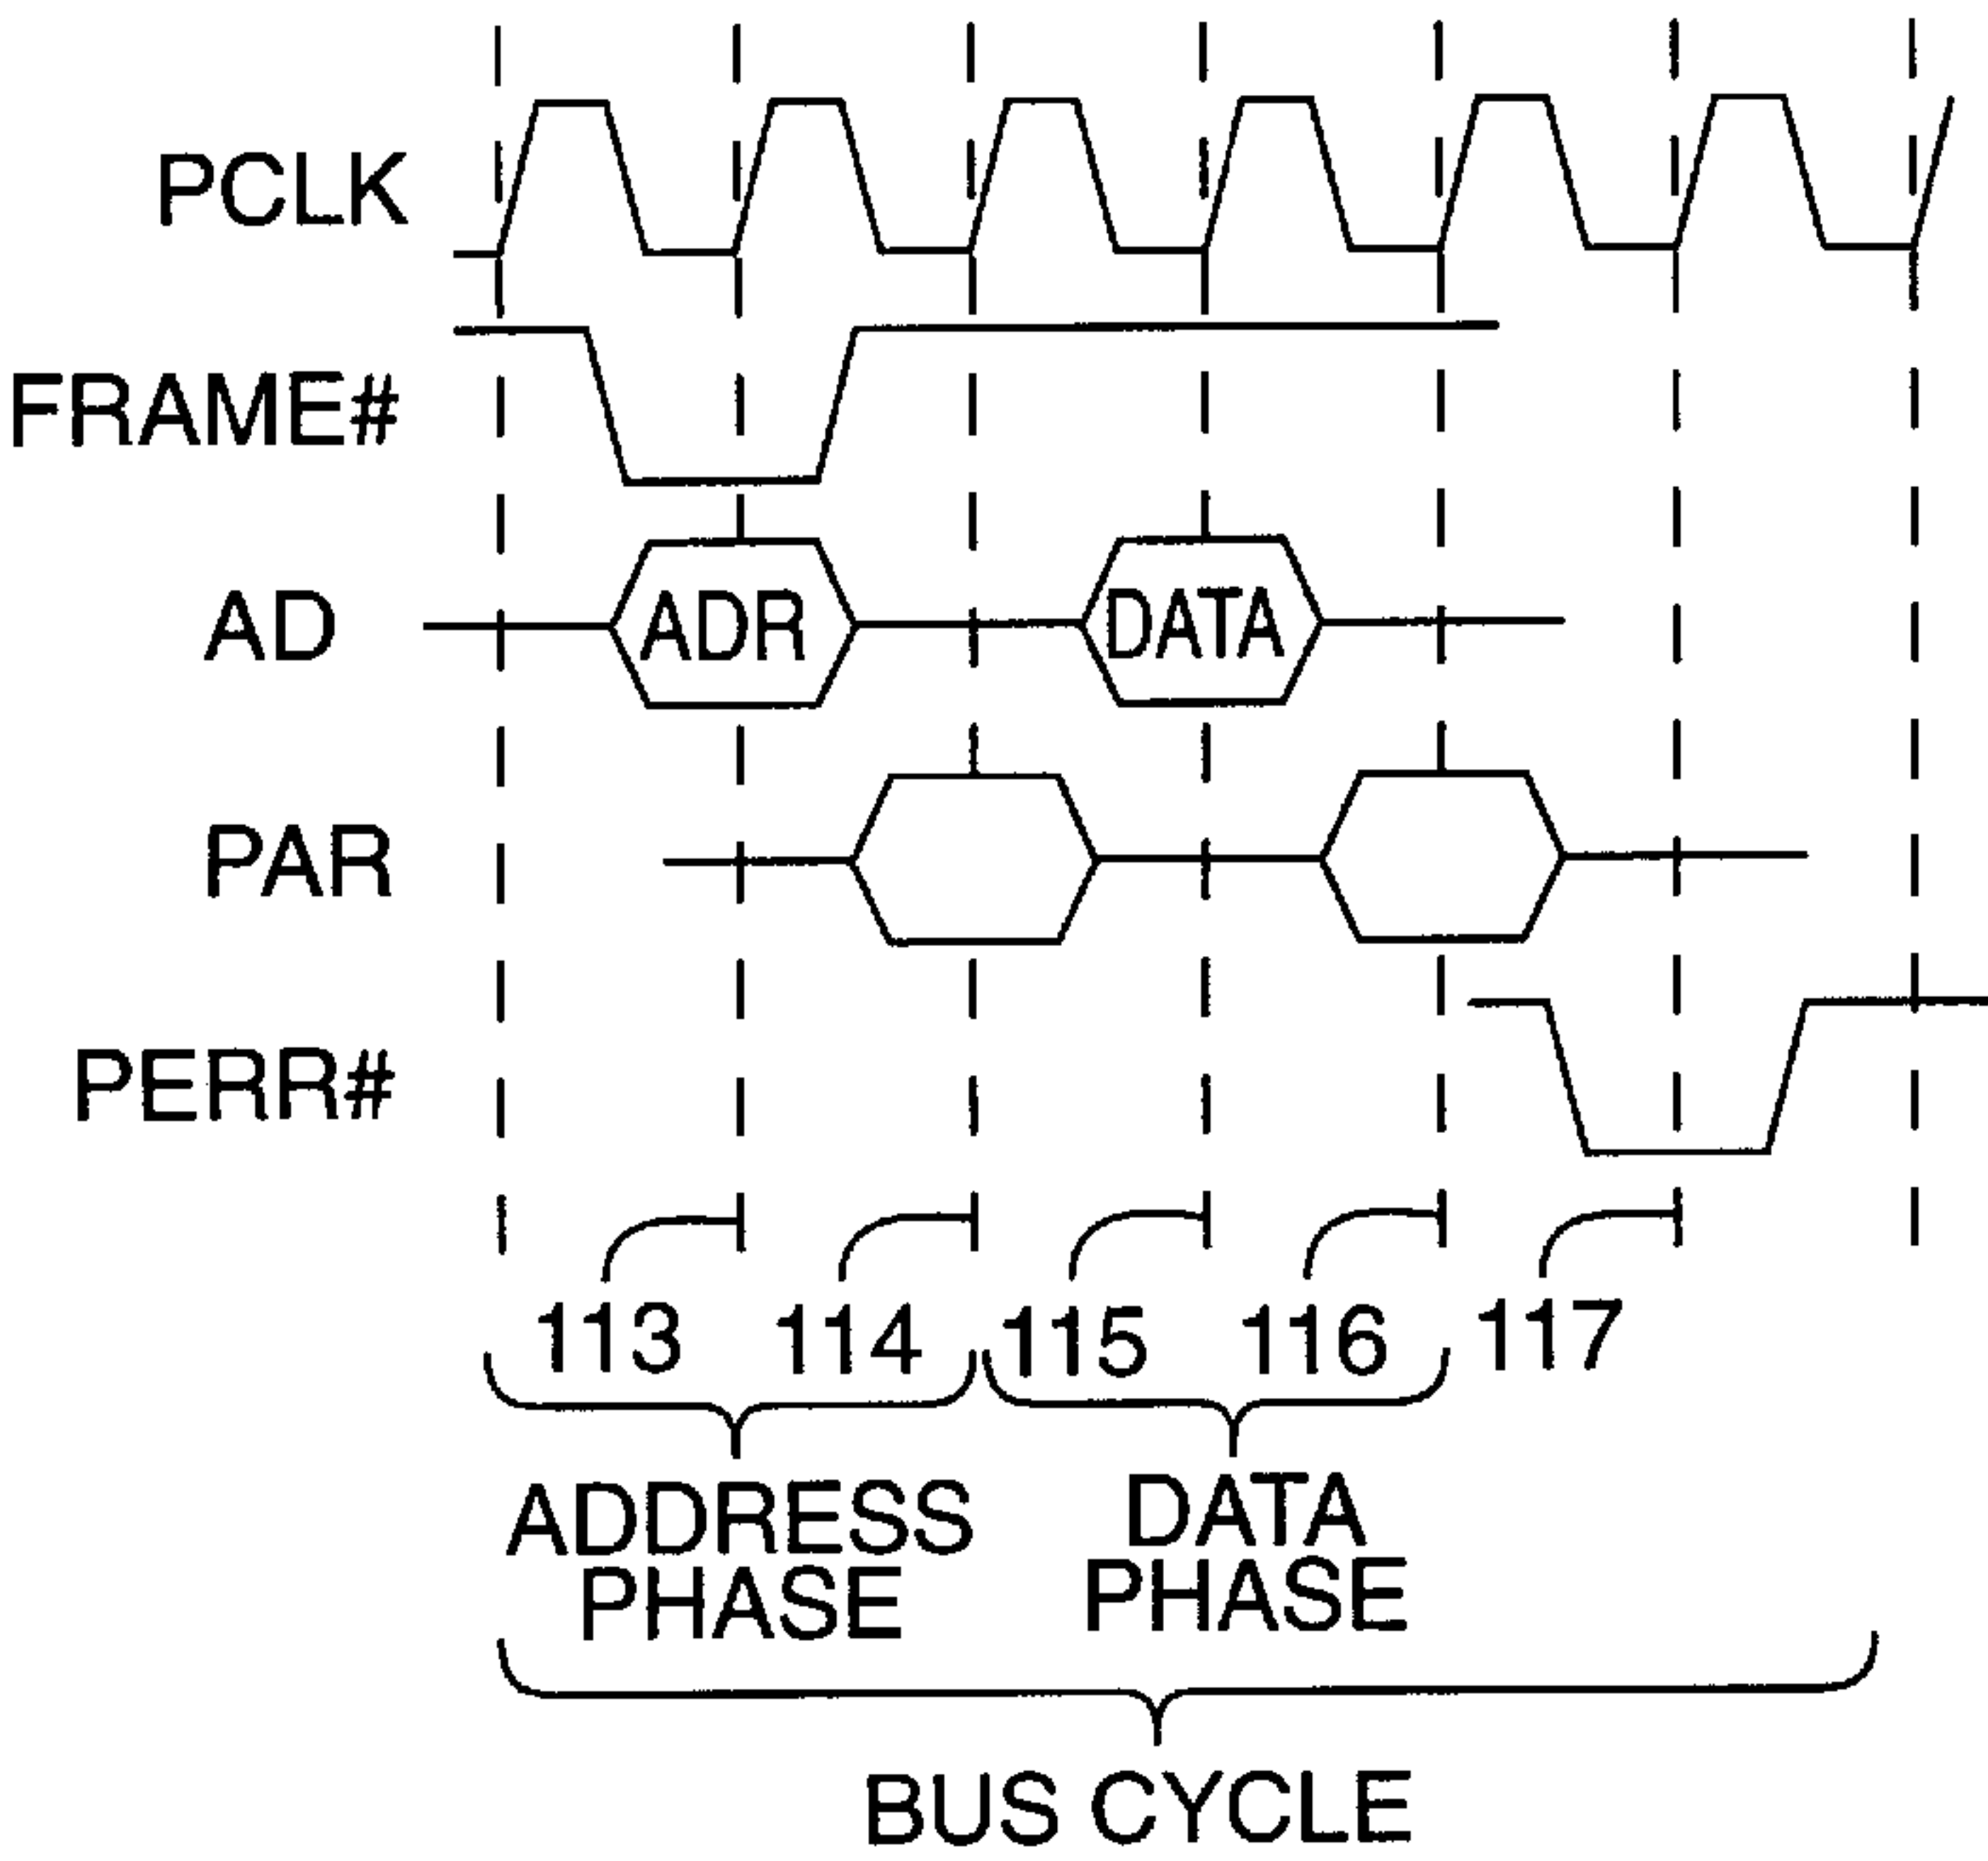 PCLK
FRAME#
AD
ADR
DATA
PAR
PERR#
113
114
115
116
117
ADDRESS
PHASE
DATA
PHASE
BUS CYCLE